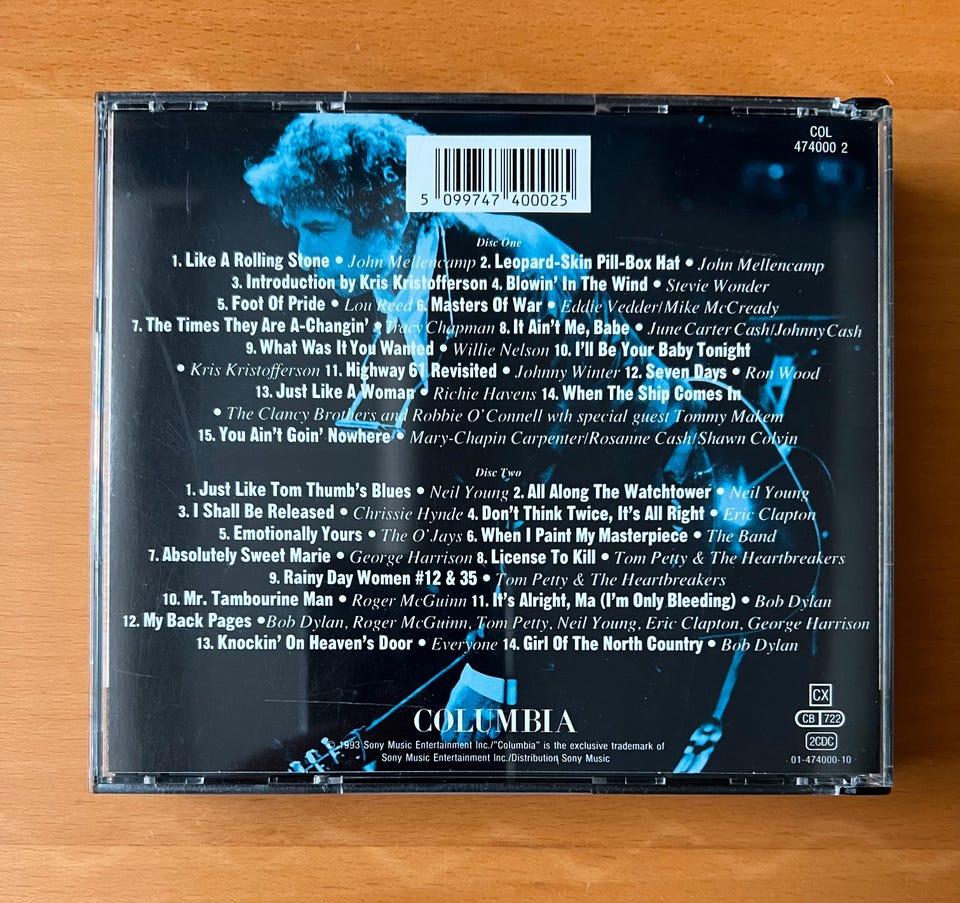 COL
474000 2
5 099747 400025
Disc One
1. Like A Rolling Stone • John Mellencamp 2. Leopard-Skin Pill-Box Hat • John Mellencamp
3. Introduction by Kris Kristofferson 4. Blowin' In The Wind • Stevie Wonder
5. Foot Of Pride • Lou Reed 6. Masters Of War • Eddie Vedder/Mike McCready
7. The Times They Are A-Changin' • Tracy Chapman 8. It Ain't Me, Babe • June Carter Cash/Johnny Cash
9. What Was It You Wanted • Willie Nelson 10. I'll Be Your Baby Tonight
• Kris Kristofferson 11. Highway 61 Revisited • Johnny Winter 12. Seven Days • Ron Wood
13. Just Like A Woman • Richie Havens 14. When The Ship Comes In
• The Clancy Brothers and Robbie O'Connell wth special guest Tommy Makem
15. You Ain't Goin' Nowhere • Mary-Chapin Carpenter/Rosanne Cash/Shawn Colvin
Disc Two
1. Just Like Tom Thumb's Blues • Neil Young 2. All Along The Watchtower • Neil Young
3. I Shall Be Released • Chrissie Hynde 4. Don't Think Twice, It's All Right • Eric Clapton
5. Emotionally Yours • The O'Jays 6. When I Paint My Masterpiece • The Band
7. Absolutely Sweet Marie • George Harrison 8. License To Kill • Tom Petty & The Heartbreakers
9. Rainy Day Women #12 & 35 • Tom Petty & The Heartbreakers
10. Mr. Tambourine Man • Roger McGuinn 11. It's Alright, Ma (I'm Only Bleeding) • Bob Dylan
12. My Back Pages • Bob Dylan, Roger McGuinn, Tom Petty, Neil Young, Eric Clapton, George Harrison
13. Knockin' On Heaven's Door • Everyone 14. Girl Of The North Country • Bob Dylan
CX
CB 722
2CDC
COLUMBIA
© 1993 Sony Music Entertainment Inc./"Columbia" is the exclusive trademark of
Sony Music Entertainment Inc./Distribution Sony Music
01-474000-10